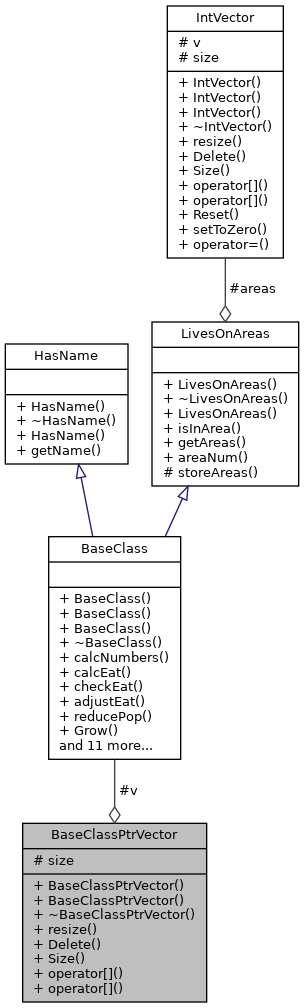 IntVector
# v
# size
+ IntVector()
+ IntVector()
+ IntVector()
+ ~IntVector()
+ resize()
+ Delete()
+ Size()
+ operator[]()
+ operator[]()
+ Reset()
+ setToZero()
+ operator=()
#areas
LivesOnAreas
+ LivesOnAreas()
+ ~LivesOnAreas()
+ LivesOnAreas()
+ isInArea()
+ getAreas()
+ areaNum()
# storeAreas()
HasName
+ HasName()
+ ~HasName()
+ HasName()
+ getName()
BaseClass
+ BaseClass()
+ BaseClass()
+ BaseClass()
+ ~BaseClass()
+ calcNumbers()
+ calcEat()
+ checkEat()
+ adjustEat()
+ reducePop()
+ Grow()
and 11 more...
#v
BaseClassPtrVector
# size
+ BaseClassPtrVector()
+ BaseClassPtrVector()
+ ~BaseClassPtrVector()
+ resize()
+ Delete()
+ Size()
+ operator[]()
+ operator[]()